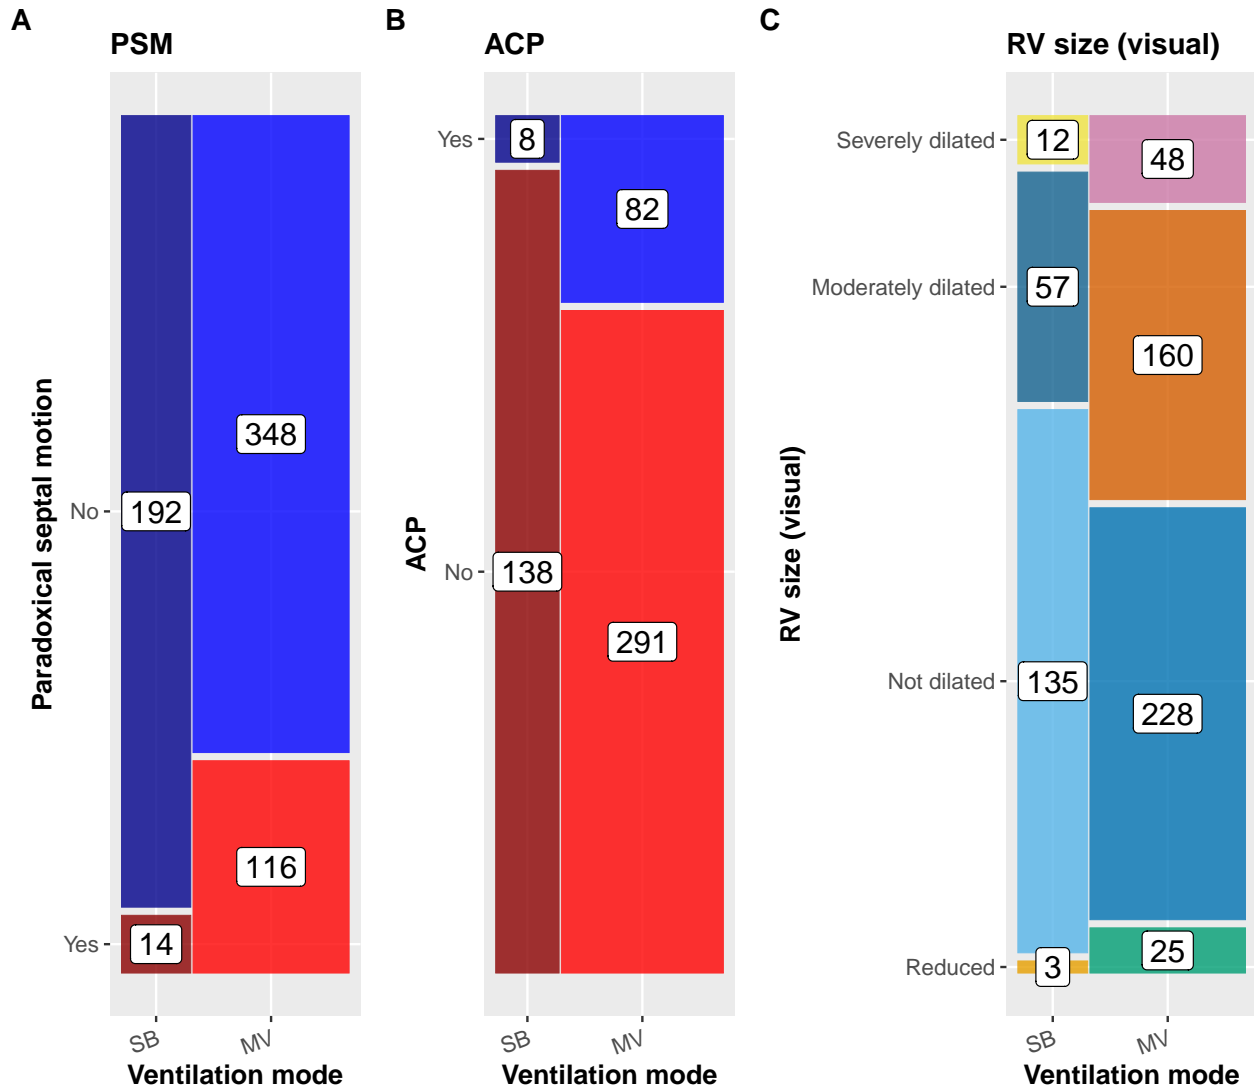 A
PSM
Paradoxical septal motion
No
Yes
192
348
14
116
SB
MV
Ventilation mode
B
ACP
ACP
Yes
No
8
82
138
291
SB
MV
Ventilation mode
C
RV size (visual)
RV size (visual)
Severely dilated
Moderately dilated
Not dilated
Reduced
12
48
57
160
135
228
3
25
SB
MV
Ventilation mode